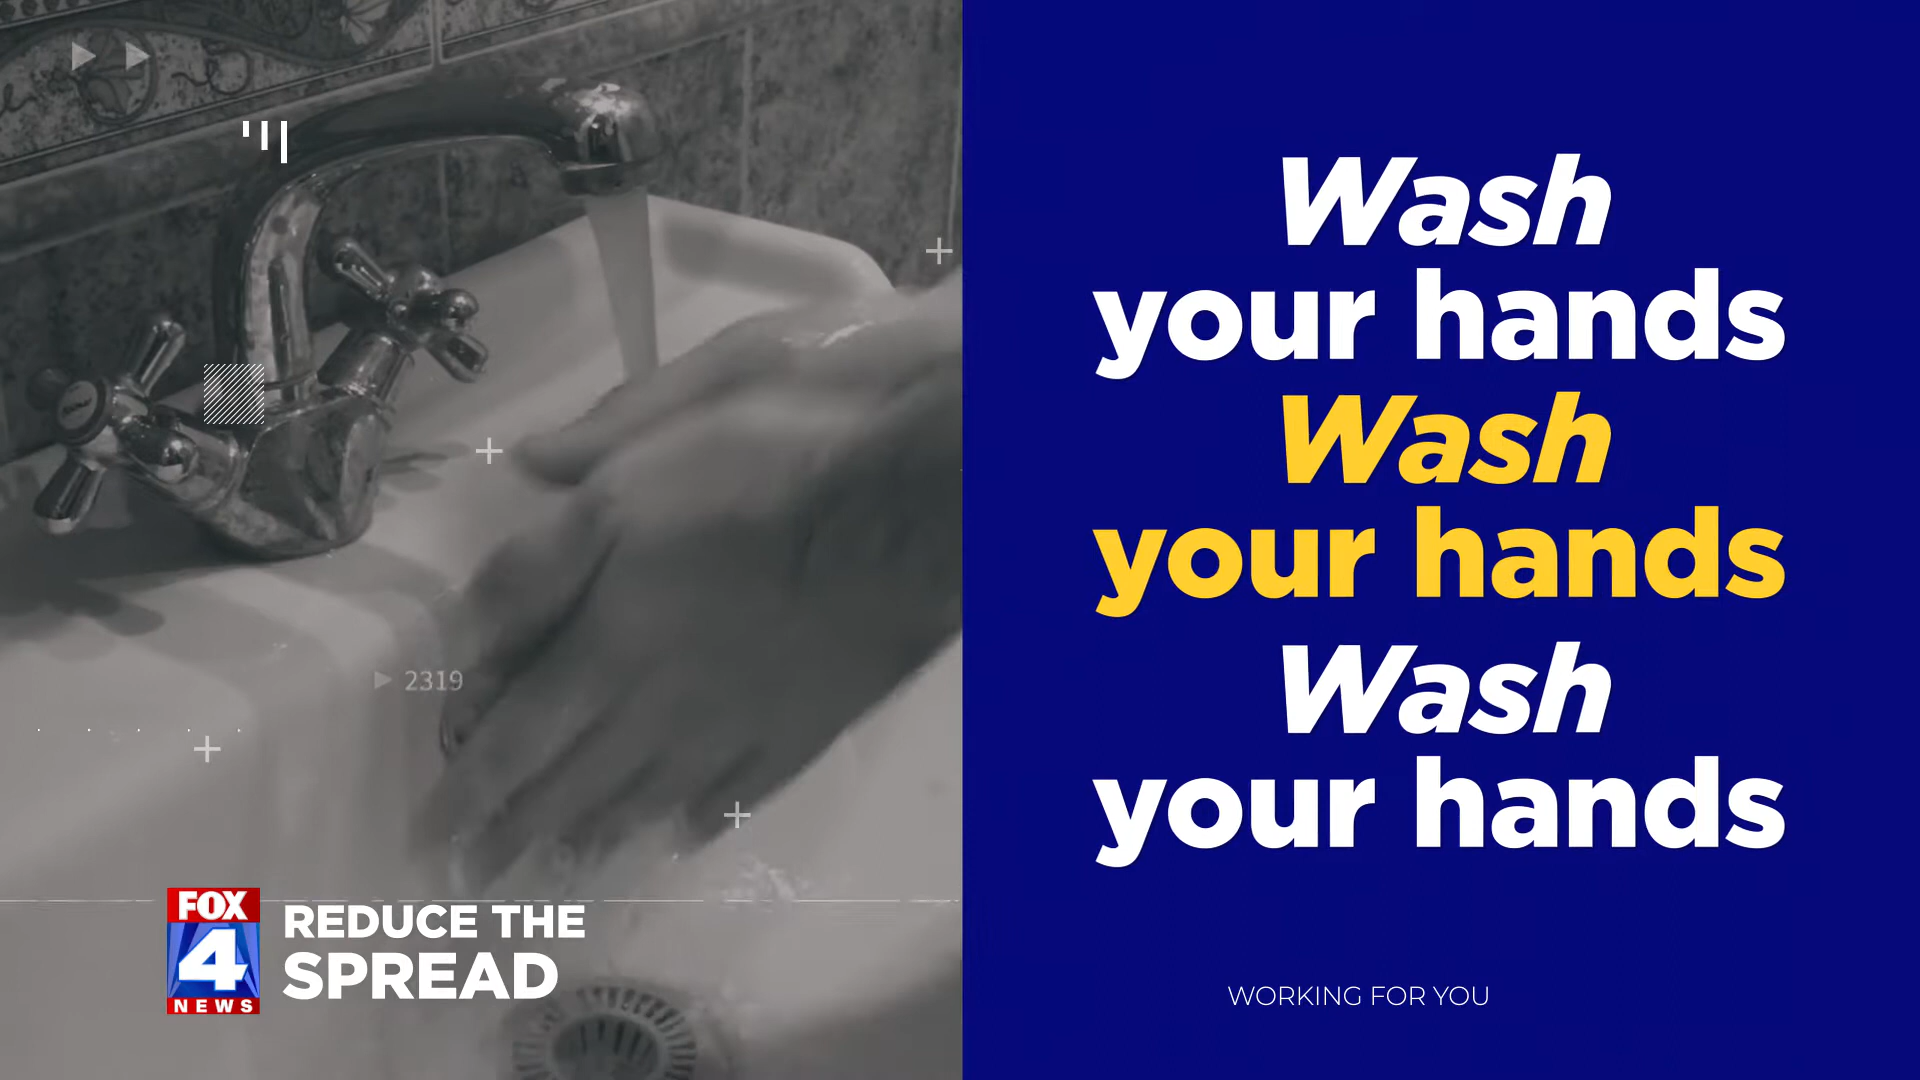 2319
FOX
4
NEWS
REDUCE THE
SPREAD
Wash
your hands
Wash
your hands
Wash
your hands
WORKING FOR YOU